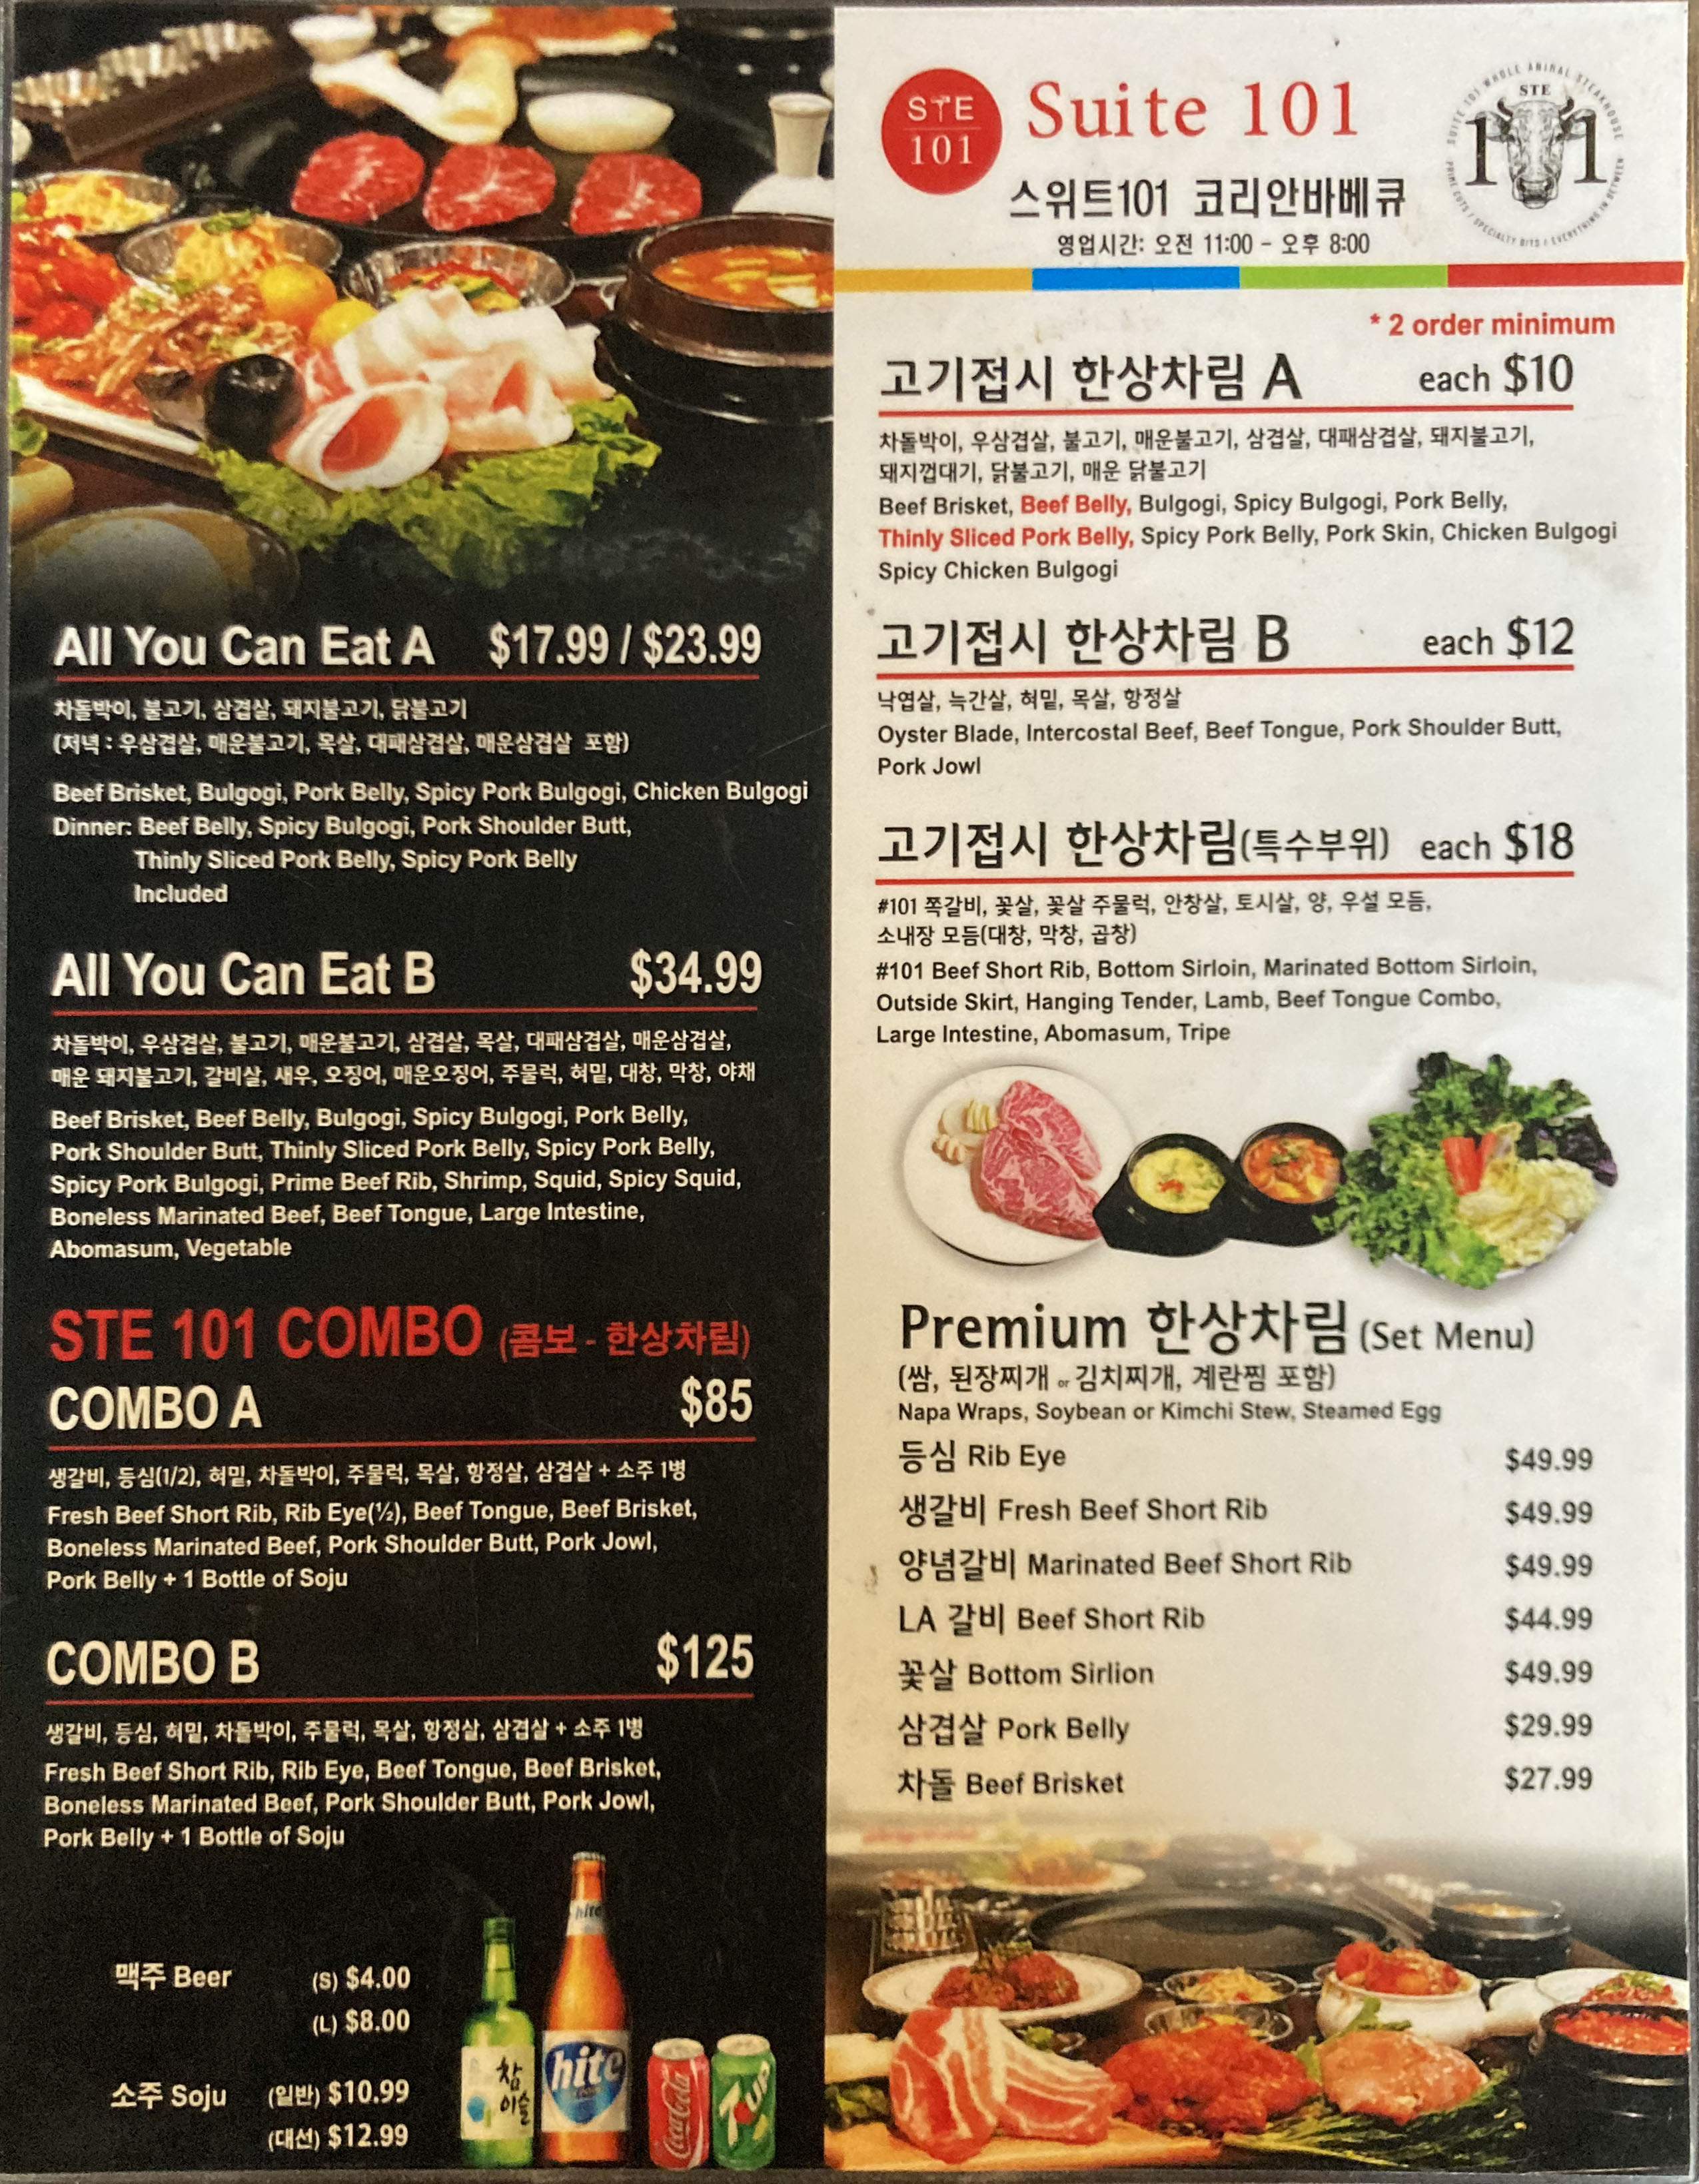 All You Can Eat A $17.99 / $23.99
차돌박이, 불고기, 삼겹살, 돼지불고기, 닭불고기
(저녁 : 우삼겹살, 매운불고기, 목살, 대패삼겹살, 매운삼겹살 포함)
Beef Brisket, Bulgogi, Pork Belly, Spicy Pork Bulgogi, Chicken Bulgogi
Dinner: Beef Belly, Spicy Bulgogi, Pork Shoulder Butt,
Thinly Sliced Pork Belly, Spicy Pork Belly
Included
All You Can Eat B $34.99
차돌박이, 우삼겹살, 불고기, 매운불고기, 삼겹살, 목살, 대패삼겹살, 매운삼겹살,
매운 돼지불고기, 갈비살, 새우, 오징어, 매운오징어, 주물럭, 혀밑, 대창, 막창, 야채
Beef Brisket, Beef Belly, Bulgogi, Spicy Bulgogi, Pork Belly,
Pork Shoulder Butt, Thinly Sliced Pork Belly, Spicy Pork Belly,
Spicy Pork Bulgogi, Prime Beef Rib, Shrimp, Squid, Spicy Squid,
Boneless Marinated Beef, Beef Tongue, Large Intestine,
Abomasum, Vegetable
STE 101 COMBO (콤보 - 한상차림)
COMBO A $85
생갈비, 등심(1/2), 혀밑, 차돌박이, 주물럭, 목살, 항정살, 삼겹살 + 소주 1병
Fresh Beef Short Rib, Rib Eye(½), Beef Tongue, Beef Brisket,
Boneless Marinated Beef, Pork Shoulder Butt, Pork Jowl,
Pork Belly + 1 Bottle of Soju
COMBO B $125
생갈비, 등심, 혀밑, 차돌박이, 주물럭, 목살, 항정살, 삼겹살 + 소주 1병
Fresh Beef Short Rib, Rib Eye, Beef Tongue, Beef Brisket,
Boneless Marinated Beef, Pork Shoulder Butt, Pork Jowl,
Pork Belly + 1 Bottle of Soju
맥주 Beer (S) $4.00
(L) $8.00
소주 Soju (일반) $10.99
(대선) $12.99
참이슬
hite
hite
Coca-Cola
7UP
STE
101
Suite 101
스위트101 코리안바베큐
영업시간: 오전 11:00 - 오후 8:00
SUITE 101 WHOLE ANIMAL STEAKHOUSE
STE
1 1
PRIME CUTS / SPECIALTY BITS / EVERYTHING IN BETWEEN
* 2 order minimum
고기접시 한상차림 A each $10
차돌박이, 우삼겹살, 불고기, 매운불고기, 삼겹살, 대패삼겹살, 돼지불고기,
돼지껍대기, 닭불고기, 매운 닭불고기
Beef Brisket, Beef Belly, Bulgogi, Spicy Bulgogi, Pork Belly,
Thinly Sliced Pork Belly, Spicy Pork Belly, Pork Skin, Chicken Bulgogi
Spicy Chicken Bulgogi
고기접시 한상차림 B each $12
낙엽살, 늑간살, 혀밑, 목살, 항정살
Oyster Blade, Intercostal Beef, Beef Tongue, Pork Shoulder Butt,
Pork Jowl
고기접시 한상차림(특수부위) each $18
#101 쪽갈비, 꽃살, 꽃살 주물럭, 안창살, 토시살, 양, 우설 모듬,
소내장 모듬(대창, 막창, 곱창)
#101 Beef Short Rib, Bottom Sirloin, Marinated Bottom Sirloin,
Outside Skirt, Hanging Tender, Lamb, Beef Tongue Combo,
Large Intestine, Abomasum, Tripe
Premium 한상차림 (Set Menu)
(쌈, 된장찌개 or 김치찌개, 계란찜 포함)
Napa Wraps, Soybean or Kimchi Stew, Steamed Egg
등심 Rib Eye $49.99
생갈비 Fresh Beef Short Rib $49.99
양념갈비 Marinated Beef Short Rib $49.99
LA 갈비 Beef Short Rib $44.99
꽃살 Bottom Sirlion $49.99
삼겹살 Pork Belly $29.99
차돌 Beef Brisket $27.99